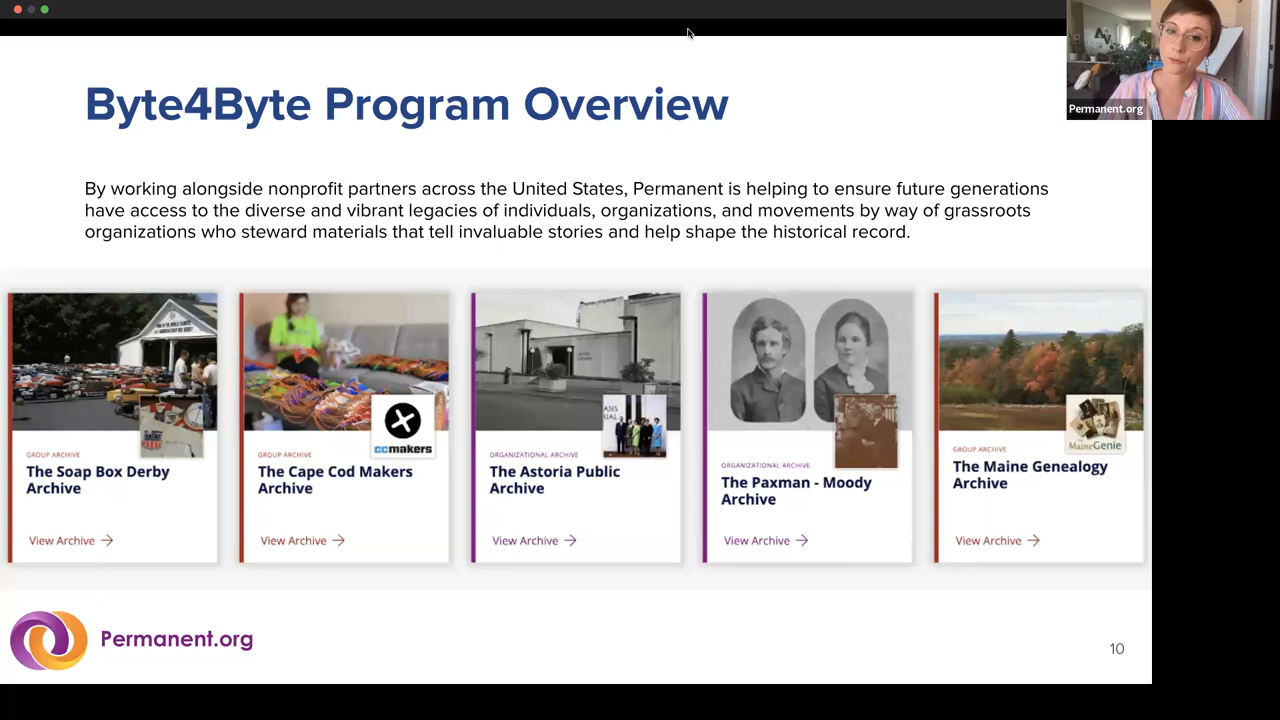 Permanent.org
Byte4Byte Program Overview
By working alongside nonprofit partners across the United States, Permanent is helping to ensure future generations
have access to the diverse and vibrant legacies of individuals, organizations, and movements by way of grassroots
organizations who steward materials that tell invaluable stories and help shape the historical record.
GROUP ARCHIVE
The Soap Box Derby
Archive
View Archive →
ccmakers
GROUP ARCHIVE
The Cape Cod Makers
Archive
View Archive →
ORGANIZATIONAL ARCHIVE
The Astoria Public
Archive
View Archive →
ORGANIZATIONAL ARCHIVE
The Paxman - Moody
Archive
View Archive →
MaineGenie
GROUP ARCHIVE
The Maine Genealogy
Archive
View Archive →
Permanent.org
10